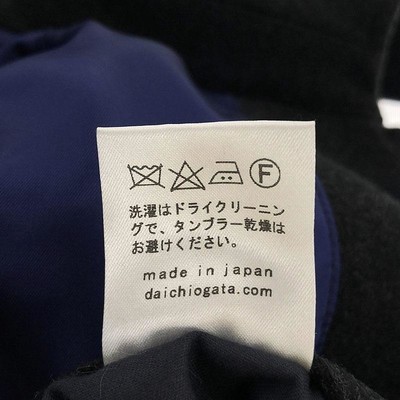 F
洗濯はドライクリーニン
グで、タンブラー乾燥は
お避けください。
made in japan
daichiogata.com